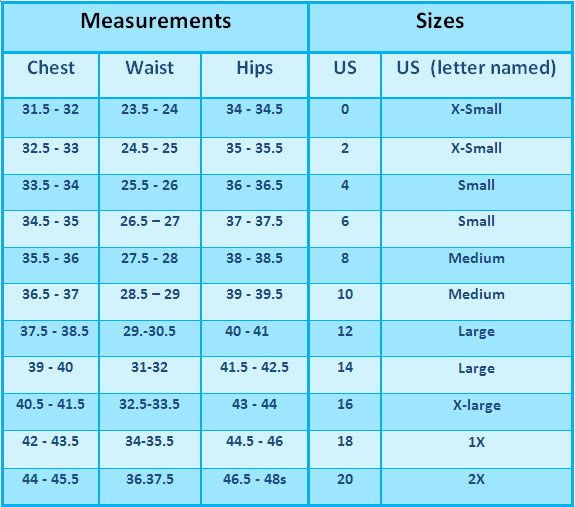 Measurements Sizes
Chest Waist Hips US US (letter named)
31.5 - 32 23.5 - 24 34 - 34.5 0 X-Small
32.5 - 33 24.5 - 25 35 - 35.5 2 X-Small
33.5 - 34 25.5 - 26 36 - 36.5 4 Small
34.5 - 35 26.5 – 27 37 - 37.5 6 Small
35.5 - 36 27.5 - 28 38 - 38.5 8 Medium
36.5 - 37 28.5 – 29 39 - 39.5 10 Medium
37.5 - 38.5 29.-30.5 40 - 41 12 Large
39 - 40 31-32 41.5 - 42.5 14 Large
40.5 - 41.5 32.5-33.5 43 - 44 16 X-large
42 - 43.5 34-35.5 44.5 - 46 18 1X
44 - 45.5 36.37.5 46.5 - 48s 20 2X